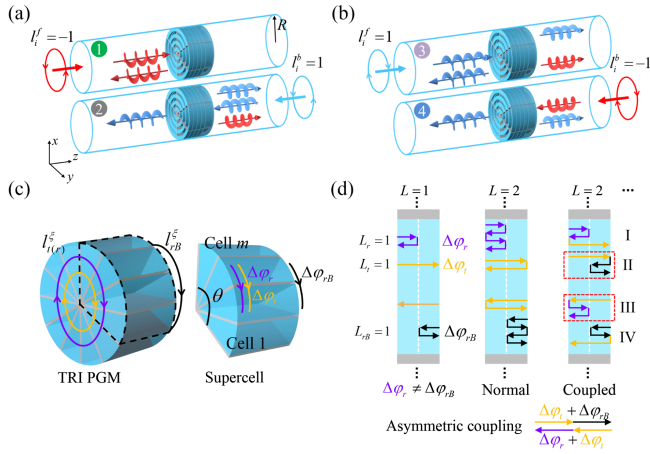 (a)
l_i^f = −1
1
R
l_i^b = 1
2
x
z
y
(b)
l_i^f = 1
3
l_i^b = −1
4
(c)
l_{t(r)}^ξ
l_{rB}^ξ
Cell m
Δφ_r
Δφ_t
Δφ_{rB}
θ
Cell 1
TRI PGM
Supercell
(d)
L = 1
L = 2
L = 2
...
L_r = 1
Δφ_r
I
L_t = 1
Δφ_t
II
III
L_{rB} = 1
Δφ_{rB}
IV
Δφ_r ≠ Δφ_{rB}
Normal
Coupled
Asymmetric coupling
Δφ_t + Δφ_{rB}
Δφ_r + Δφ_t